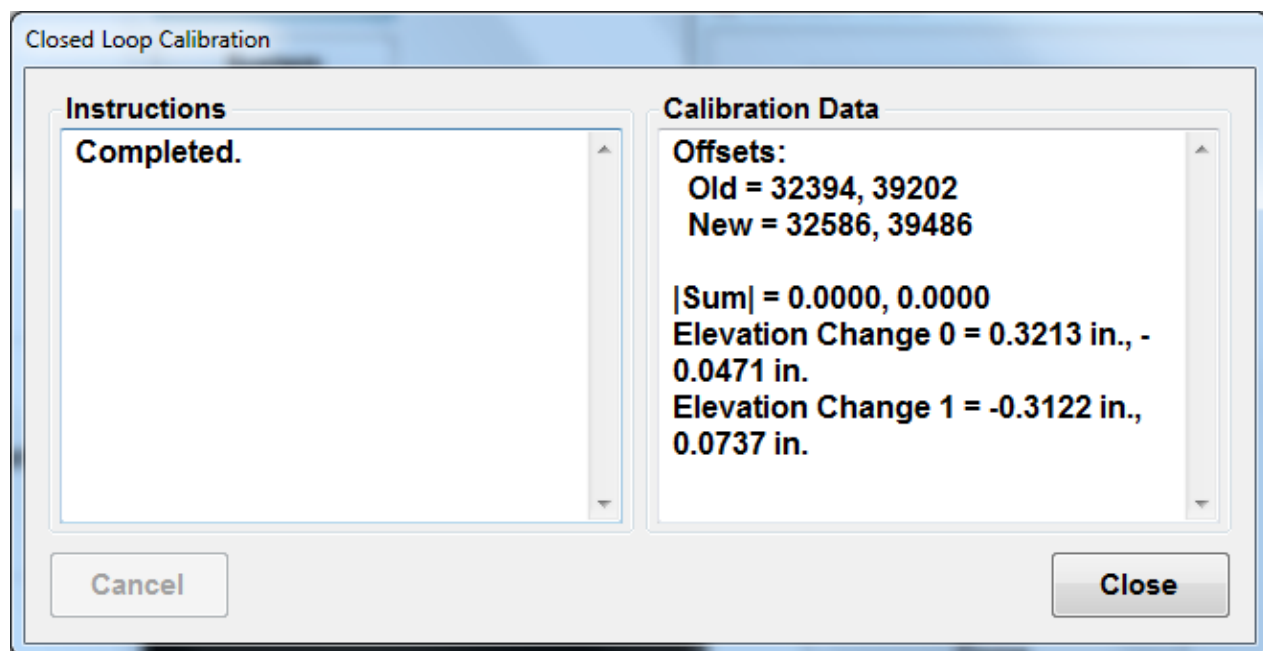 Closed Loop Calibration
Instructions
Completed.
Calibration Data
Offsets:
Old = 32394, 39202
New = 32586, 39486
|Sum| = 0.0000, 0.0000
Elevation Change 0 = 0.3213 in., -
0.0471 in.
Elevation Change 1 = -0.3122 in.,
0.0737 in.
Cancel
Close